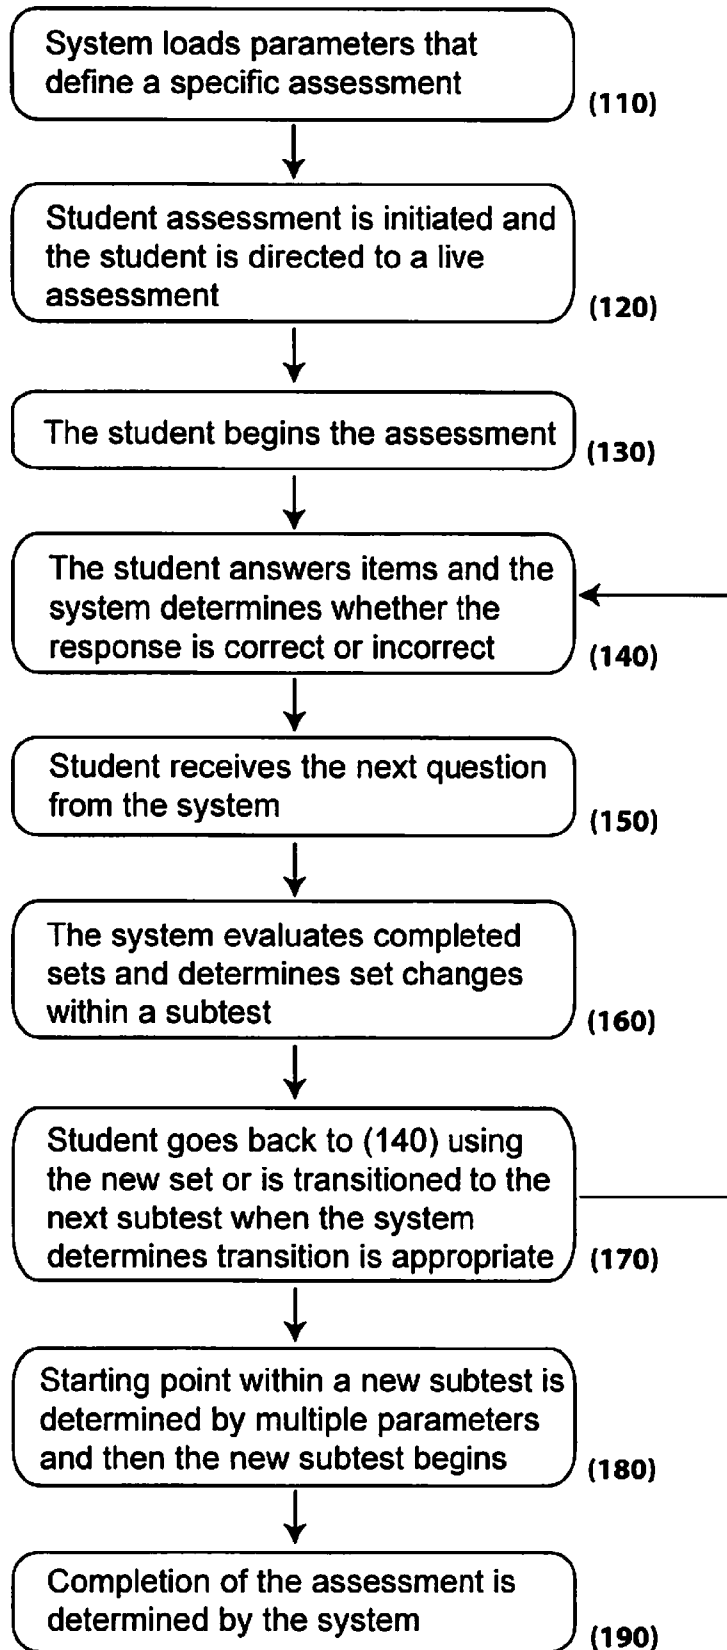 System loads parameters that
define a specific assessment
(110)
Student assessment is initiated and
the student is directed to a live
assessment
(120)
The student begins the assessment
(130)
The student answers items and the
system determines whether the
response is correct or incorrect
(140)
Student receives the next question
from the system
(150)
The system evaluates completed
sets and determines set changes
within a subtest
(160)
Student goes back to (140) using
the new set or is transitioned to the
next subtest when the system
determines transition is appropriate
(170)
Starting point within a new subtest is
determined by multiple parameters
and then the new subtest begins
(180)
Completion of the assessment is
determined by the system
(190)